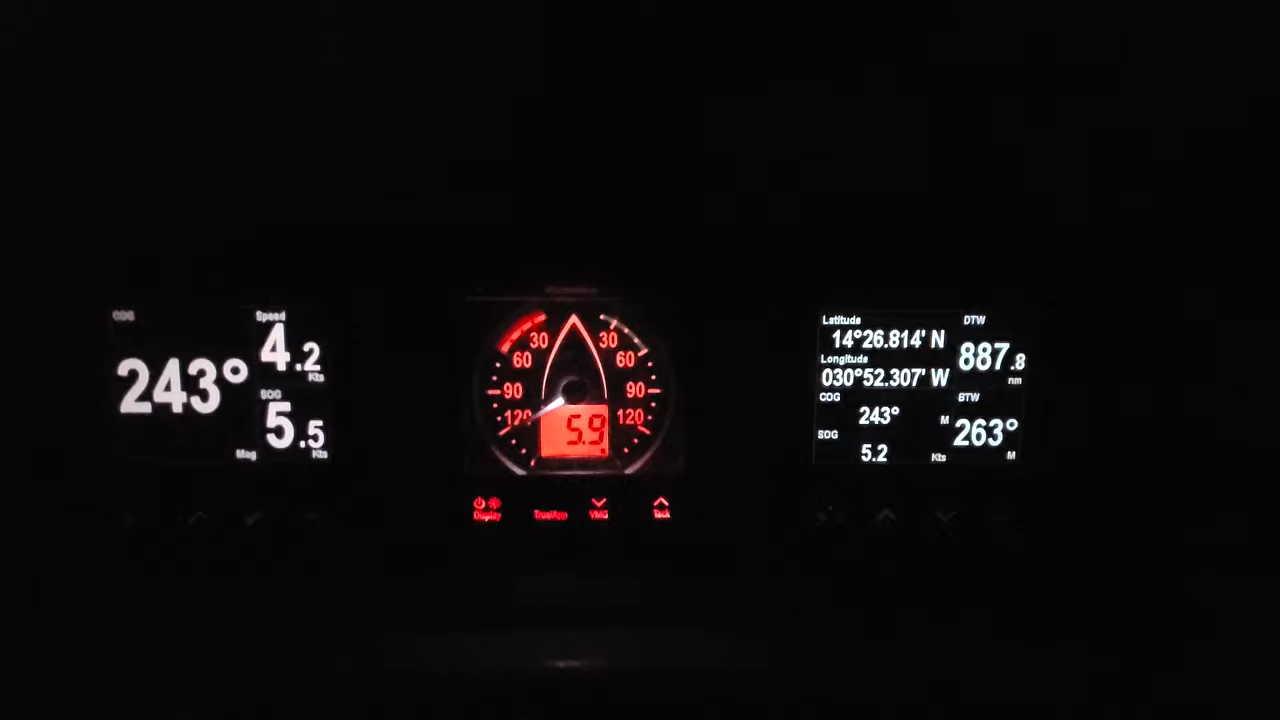 COG
243°
Mag
Speed
4.2
Kts
SOG
5.5
Kts
30 30
60 60
90 90
120 120
5.9
Display True/App VMG Tack
Latitude
14°26.814' N
Longitude
030°52.307' W
COG
243° M
SOG
5.2 Kts
DTW
887.8
nm
BTW
263°
M